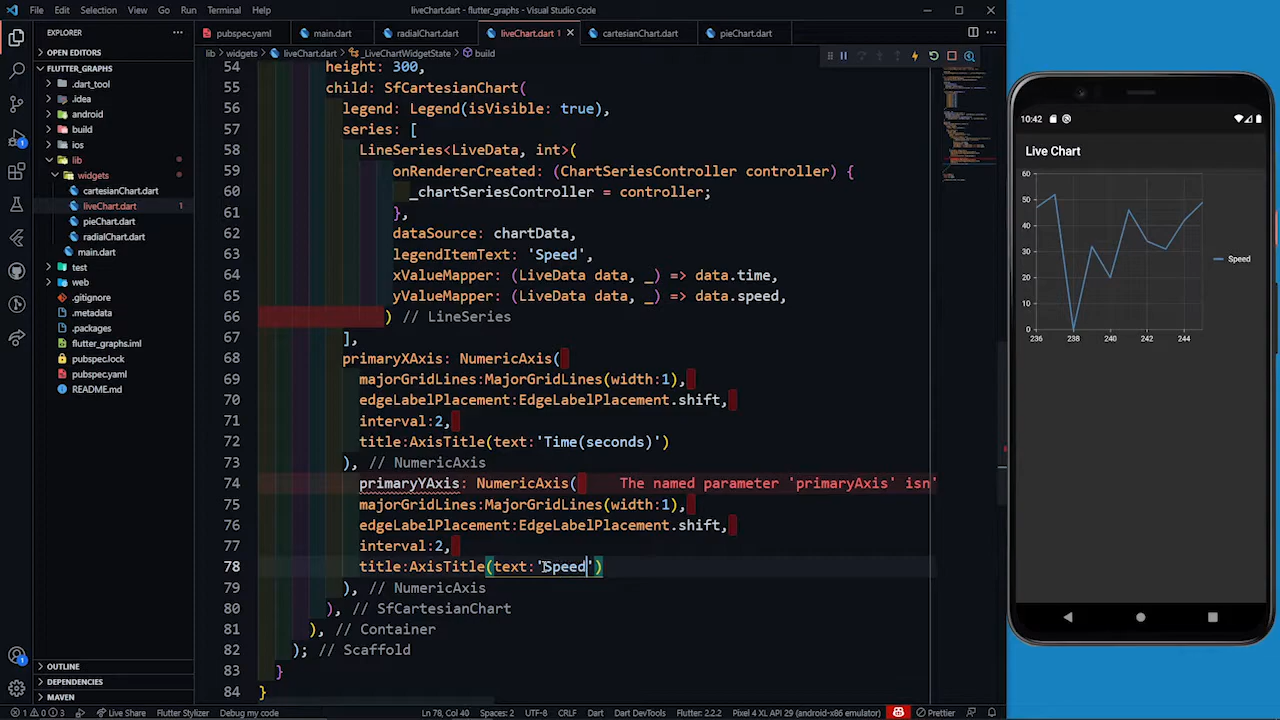 File Edit Selection View Go Run Terminal Help
liveChart.dart - flutter_graphs - Visual Studio Code
EXPLORER
pubspec.yaml
main.dart
radialChart.dart
liveChart.dart 1
cartesianChart.dart
pieChart.dart
OPEN EDITORS
lib > widgets > liveChart.dart > _LiveChartWidgetState > build
FLUTTER_GRAPHS
.dart_tool
.idea
android
build
ios
lib
widgets
cartesianChart.dart
liveChart.dart 1
pieChart.dart
radialChart.dart
main.dart
test
web
.gitignore
.metadata
.packages
flutter_graphs.iml
pubspec.lock
pubspec.yaml
README.md
OUTLINE
DEPENDENCIES
MAVEN
54 height: 300,
55 child: SfCartesianChart(
56 legend: Legend(isVisible: true),
57 series: [
58 LineSeries<LiveData, int>(
59 onRendererCreated: (ChartSeriesController controller) {
60 _chartSeriesController = controller;
61 },
62 dataSource: chartData,
63 legendItemText: 'Speed',
64 xValueMapper: (LiveData data, _) => data.time,
65 yValueMapper: (LiveData data, _) => data.speed,
66 ) // LineSeries
67 ],
68 primaryXAxis: NumericAxis(
69 majorGridLines:MajorGridLines(width:1),
70 edgeLabelPlacement:EdgeLabelPlacement.shift,
71 interval:2,
72 title:AxisTitle(text:'Time(seconds)')
73 ), // NumericAxis
74 primaryYAxis: NumericAxis( The named parameter 'primaryAxis' isn'
75 majorGridLines:MajorGridLines(width:1),
76 edgeLabelPlacement:EdgeLabelPlacement.shift,
77 interval:2,
78 title:AxisTitle(text:'Speed')
79 ), // NumericAxis
80 ), // SfCartesianChart
81 ), // Container
82 ); // Scaffold
83 }
84 }
10:42
Live Chart
60
50
40
30
20
10
0
236 238 240 242 244
Speed
1 0 3 Live Share Flutter Stylizer Debug my code
Ln 78, Col 40 Spaces: 2 UTF-8 CRLF Dart Dart DevTools Flutter: 2.2.2 Pixel 4 XL API 29 (android-x86 emulator) Prettier